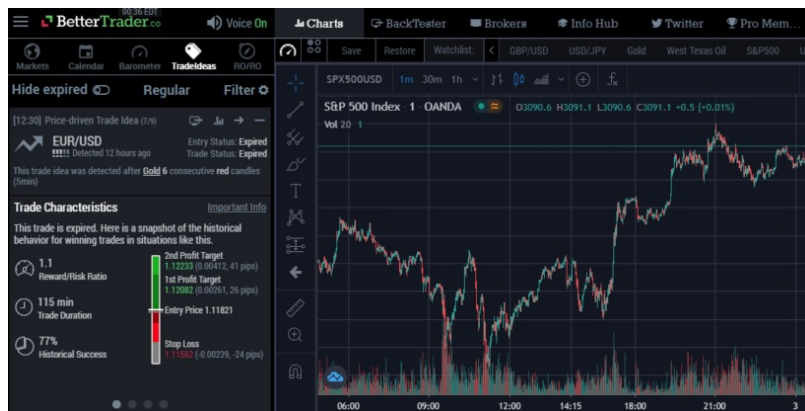 00:36 EDT
BetterTrader.co
Voice On
Charts
BackTester
Brokers
Info Hub
Twitter
Pro Mem...
Markets
Calendar
Barometer
TradeIdeas
RO/RO
Save
Restore
Watchlist:
GBP/USD
USD/JPY
Gold
West Texas Oil
S&P500
Hide expired
Regular
Filter
[12:30] Price-driven Trade Idea (7/9)
EUR/USD
Detected 12 hours ago
Entry Status: Expired
Trade Status: Expired
This trade idea was detected after Gold 6 consecutive red candles
(5min)
Trade Characteristics
Important Info
This trade is expired. Here is a snapshot of the historical
behavior for winning trades in situations like this.
1.1
Reward/Risk Ratio
115 min
Trade Duration
77%
Historical Success
2nd Profit Target
1.12233 (0.00412, 41 pips)
1st Profit Target
1.12082 (0.00261, 26 pips)
Entry Price 1.11821
Stop Loss
1.11582 (-0.00239, -24 pips)
SPX500USD
1m
30m
1h
S&P 500 Index · 1 · OANDA
O3090.6 H3091.1 L3090.6 C3091.1 +0.5 (+0.01%)
Vol 20 1
06:00
09:00
12:00
14:15
18:00
21:00
3